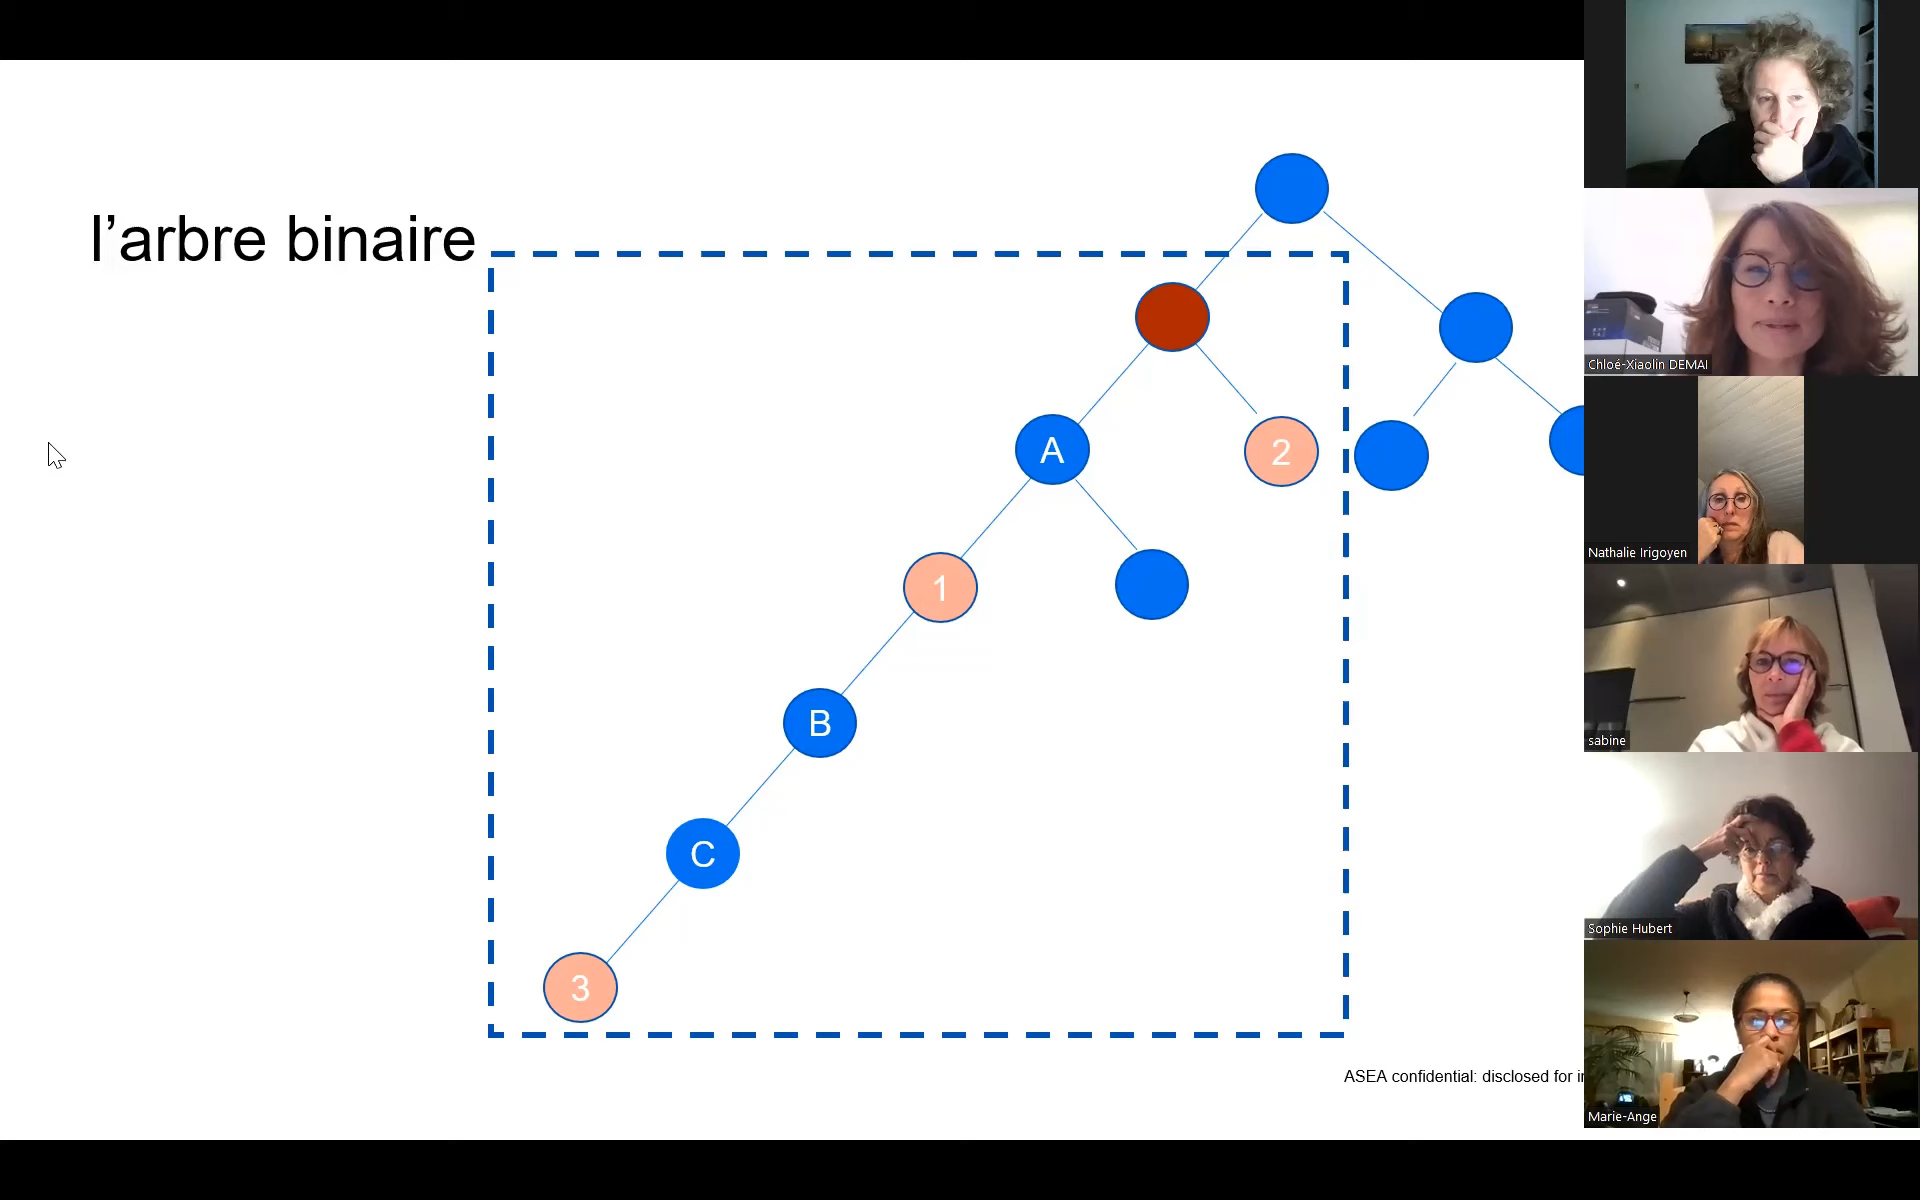 l’arbre binaire
A
2
1
B
C
3
ASEA confidential: disclosed for
Chloé-Xiaolin DEMAI
Nathalie Irigoyen
sabine
Sophie Hubert
Marie-Ange